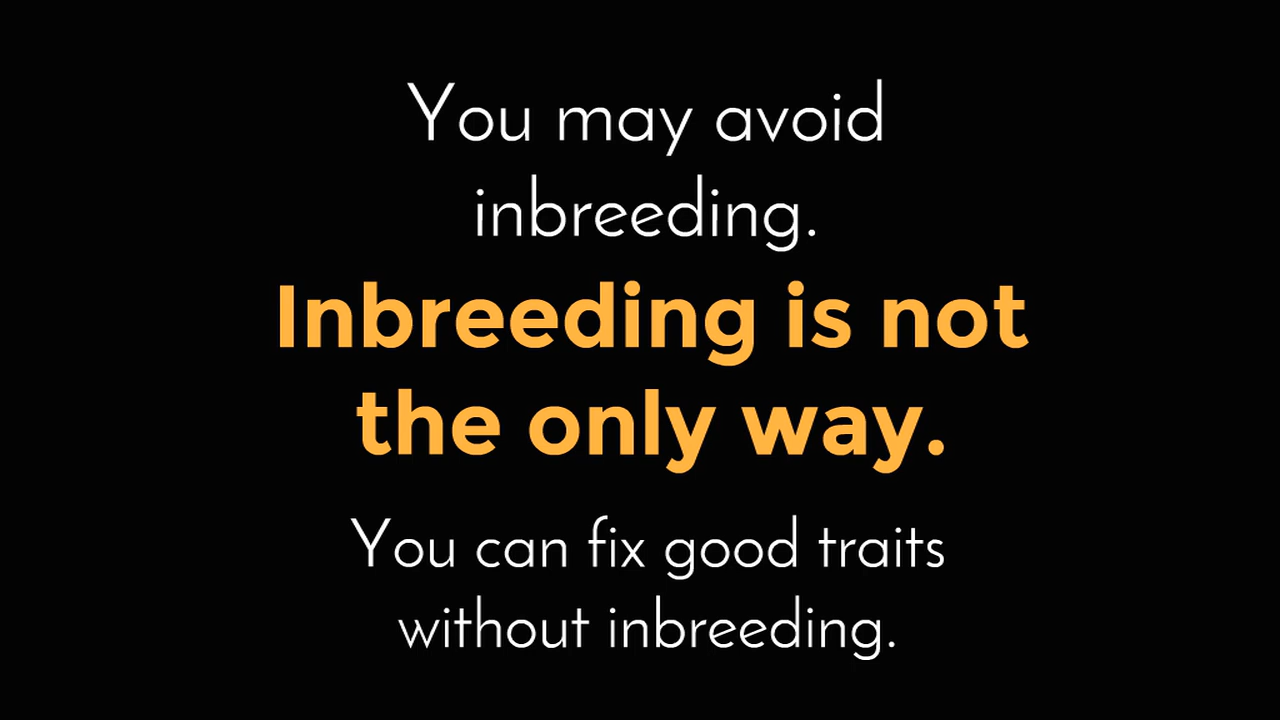 You may avoid
inbreeding.
Inbreeding is not
the only way.
You can fix good traits
without inbreeding.